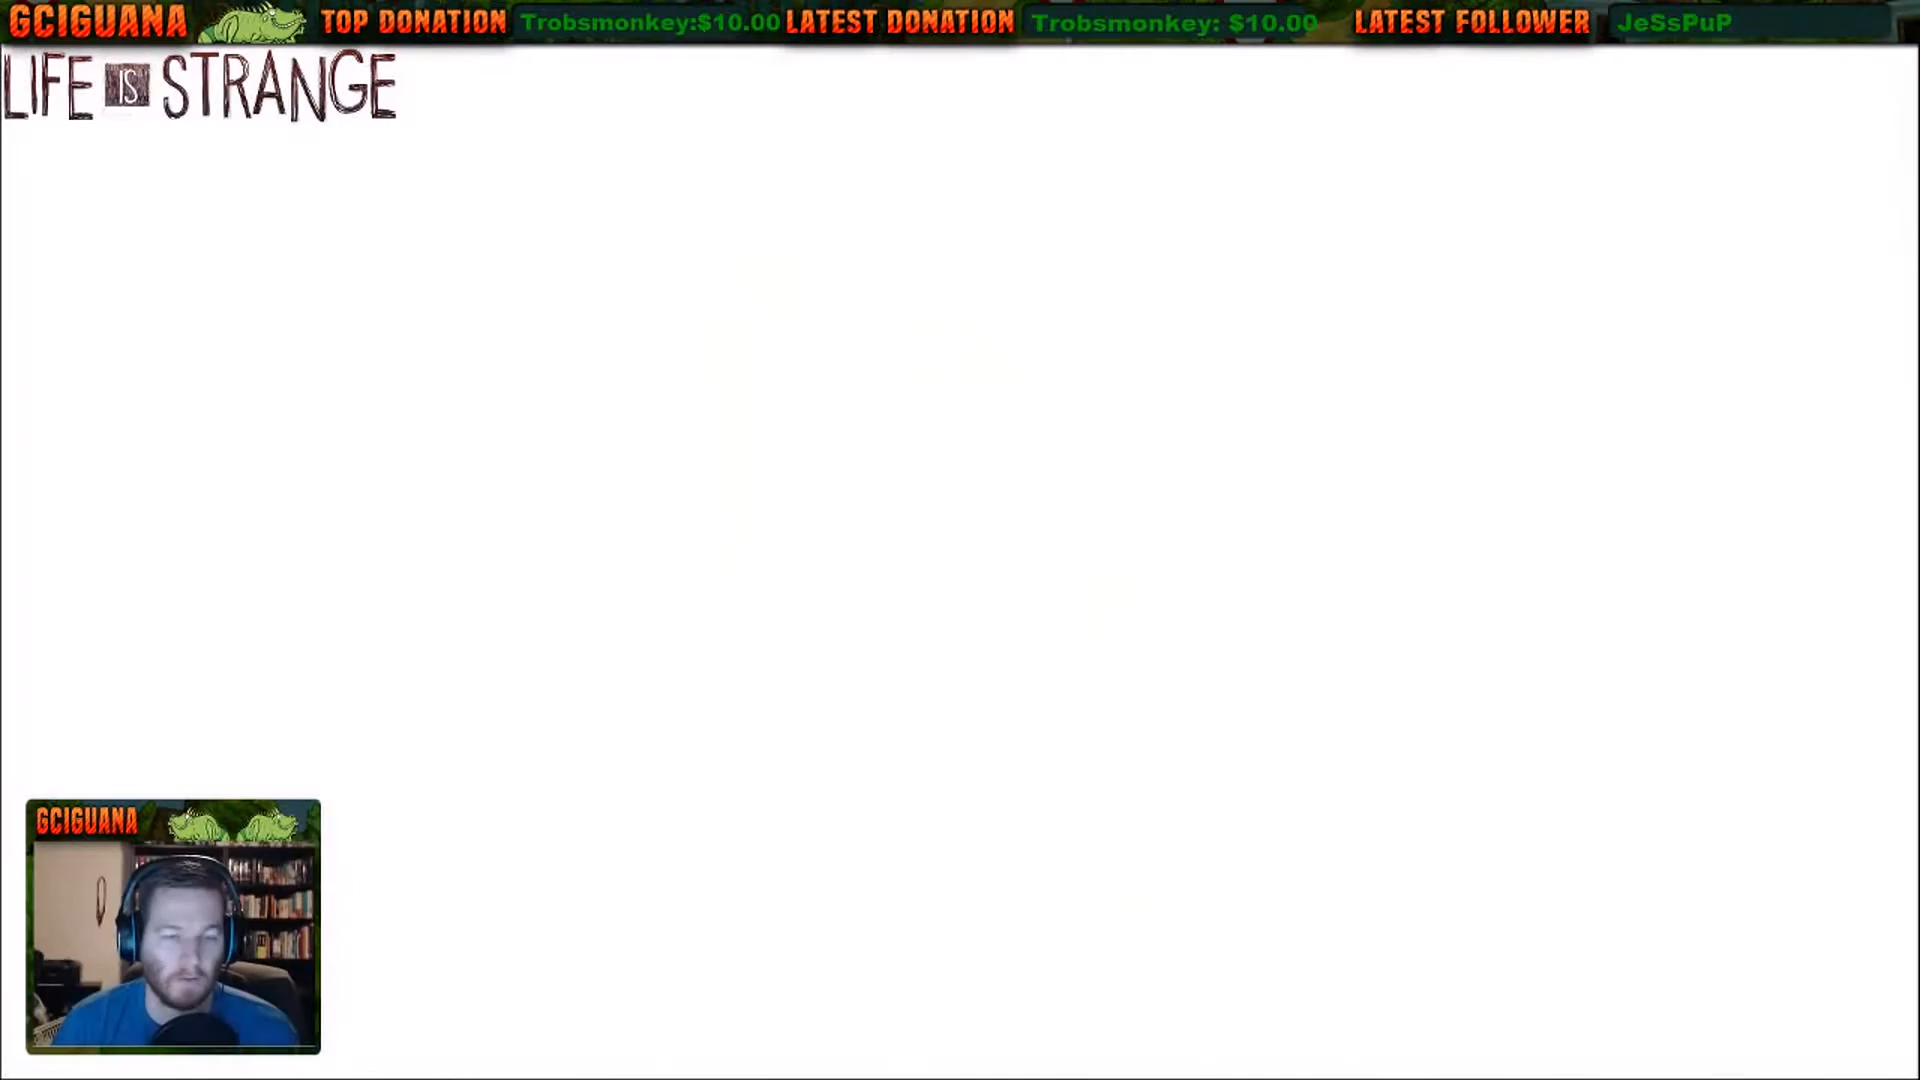 GCIGUANA TOP DONATION Trobsmonkey:$10.00 LATEST DONATION Trobsmonkey: $10.00 LATEST FOLLOWER JeSsPuP
LIFE IS STRANGE
GCIGUANA